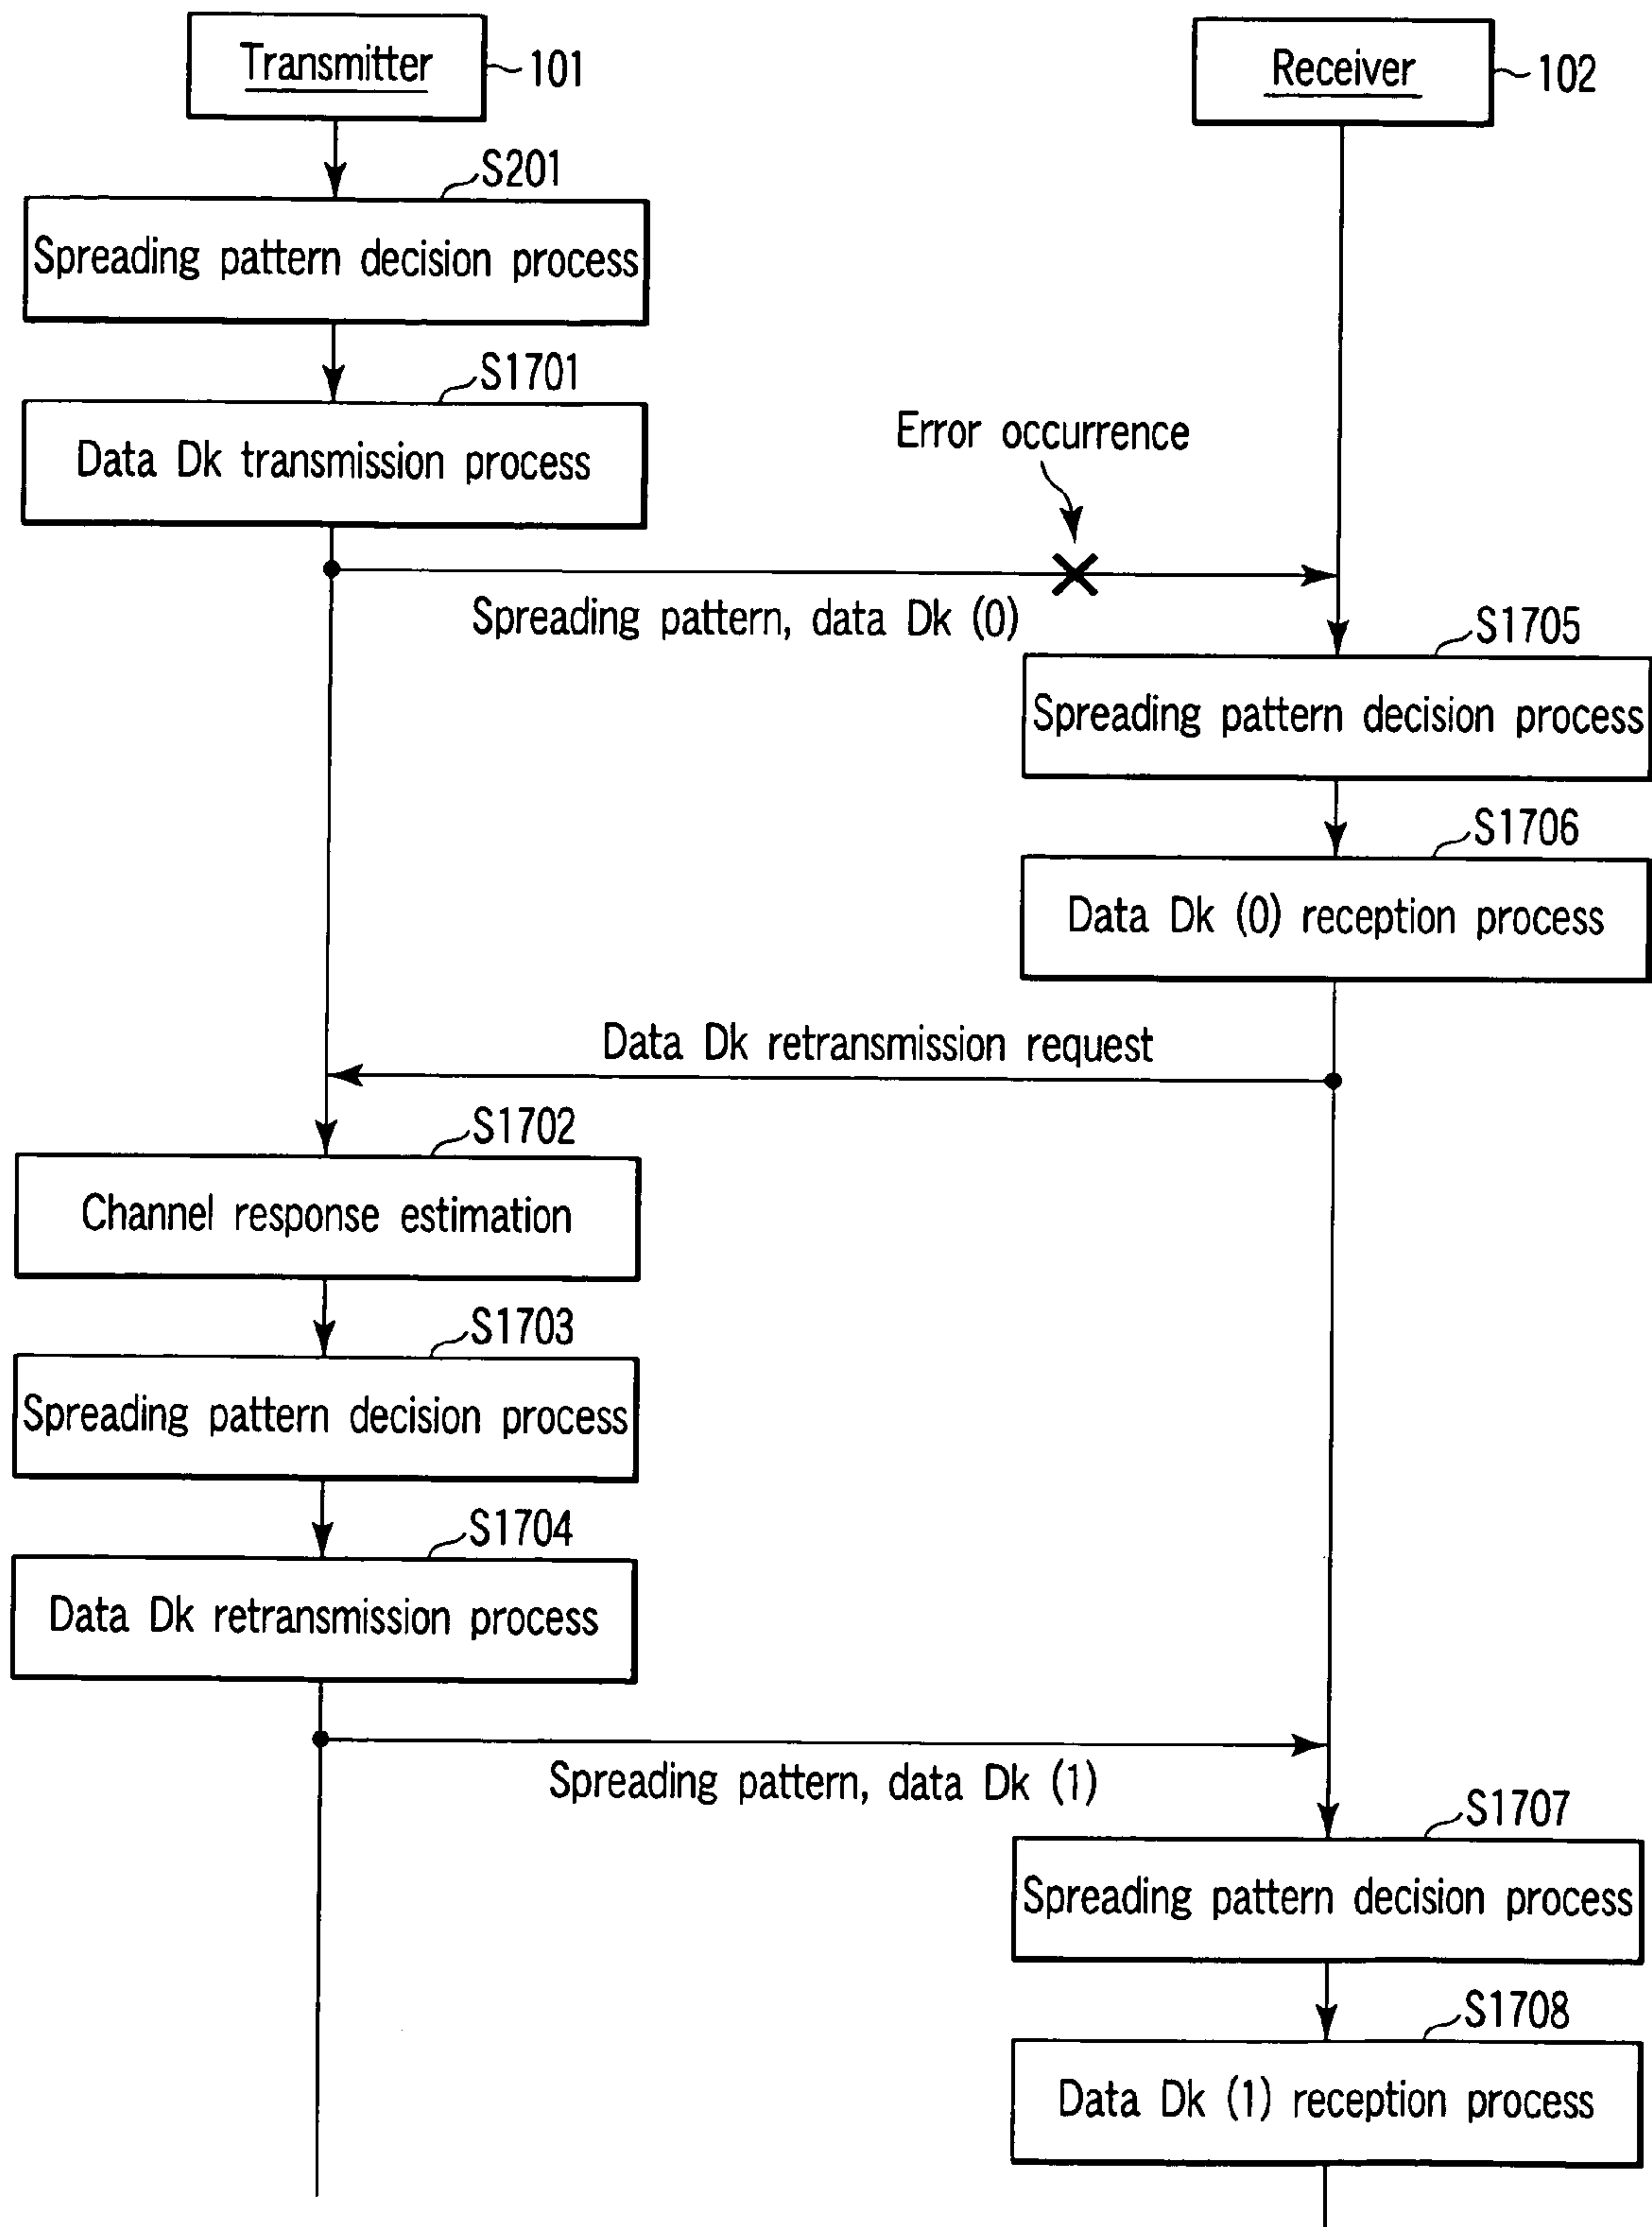 Transmitter
101
Receiver
102
S201
Spreading pattern decision process
S1701
Data Dk transmission process
Error occurrence
Spreading pattern, data Dk (0)
S1705
Spreading pattern decision process
S1706
Data Dk (0) reception process
Data Dk retransmission request
S1702
Channel response estimation
S1703
Spreading pattern decision process
S1704
Data Dk retransmission process
Spreading pattern, data Dk (1)
S1707
Spreading pattern decision process
S1708
Data Dk (1) reception process